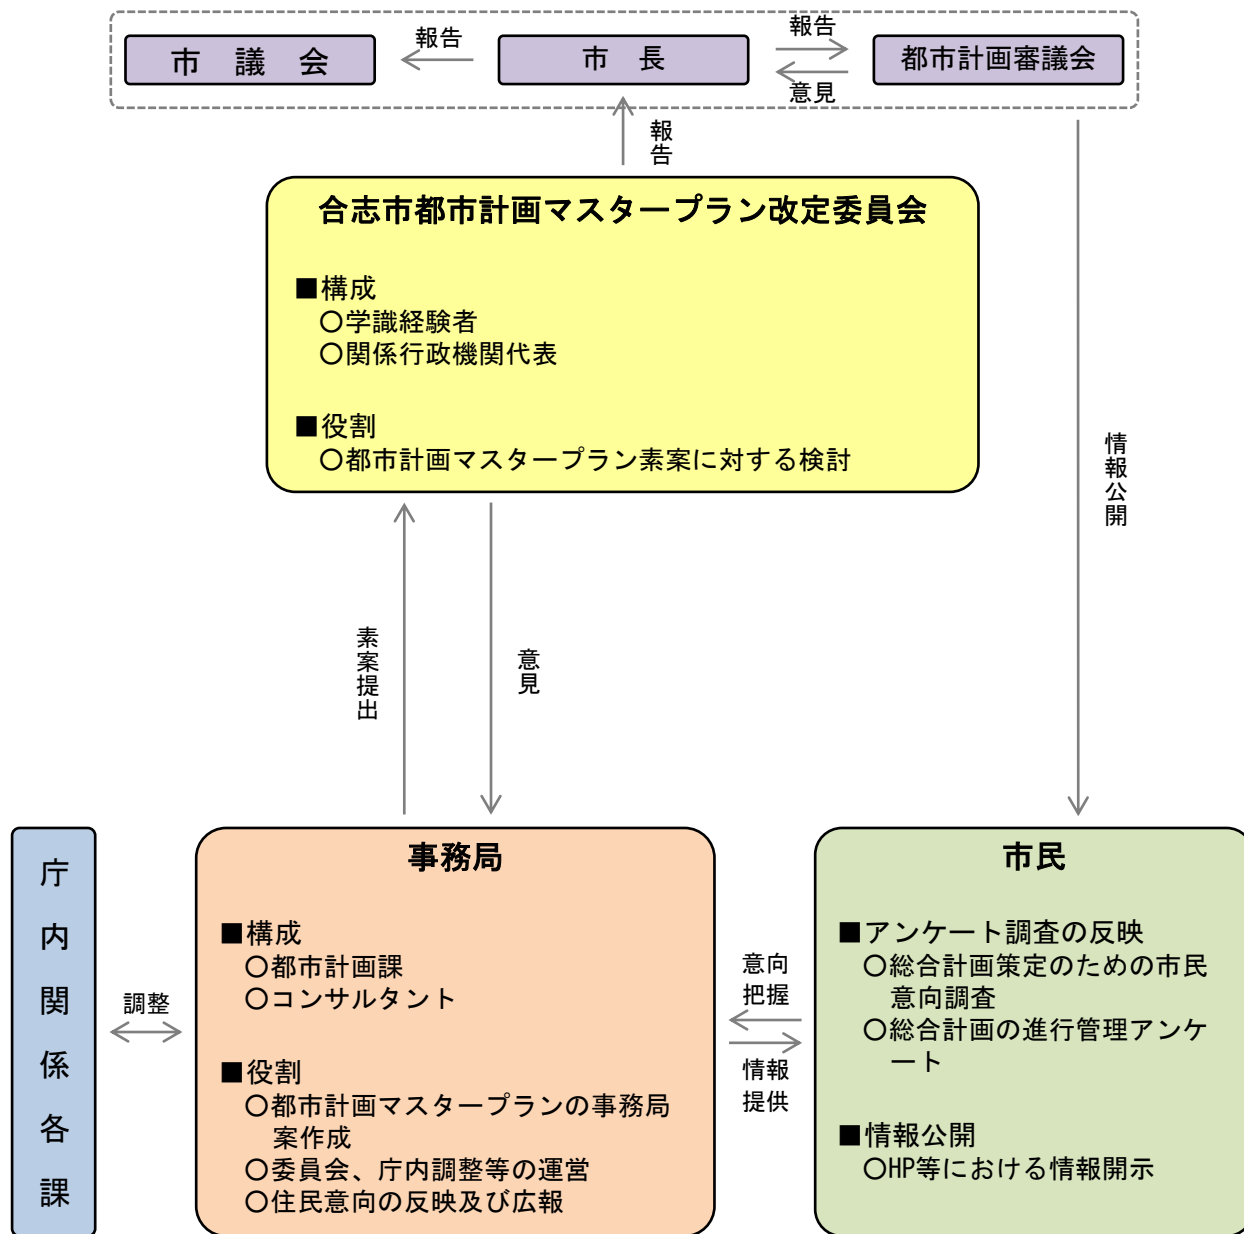 報告
報告
市 議 会
市 長
都市計画審議会
意見
報告
合志市都市計画マスタープラン改定委員会
■構成
○学識経験者
○関係行政機関代表
■役割
○都市計画マスタープラン素案に対する検討
情報公開
素案提出
意見
庁内関係各課
調整
事務局
■構成
○都市計画課
○コンサルタント
■役割
○都市計画マスタープランの事務局
案作成
○委員会、庁内調整等の運営
○住民意向の反映及び広報
意向
把握
情報
提供
市民
■アンケート調査の反映
○総合計画策定のための市民
意向調査
○総合計画の進行管理アンケ
ート
■情報公開
○HP等における情報開示